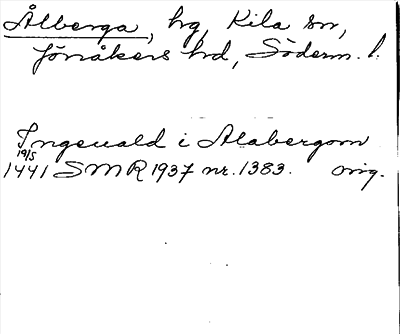 Ålberga, hg, Kila sn,
Jönåkers hd, Söderm. l.
Ingeuald i Alabergom
19/5
1441 SMR 1937 nr. 1383. orig.